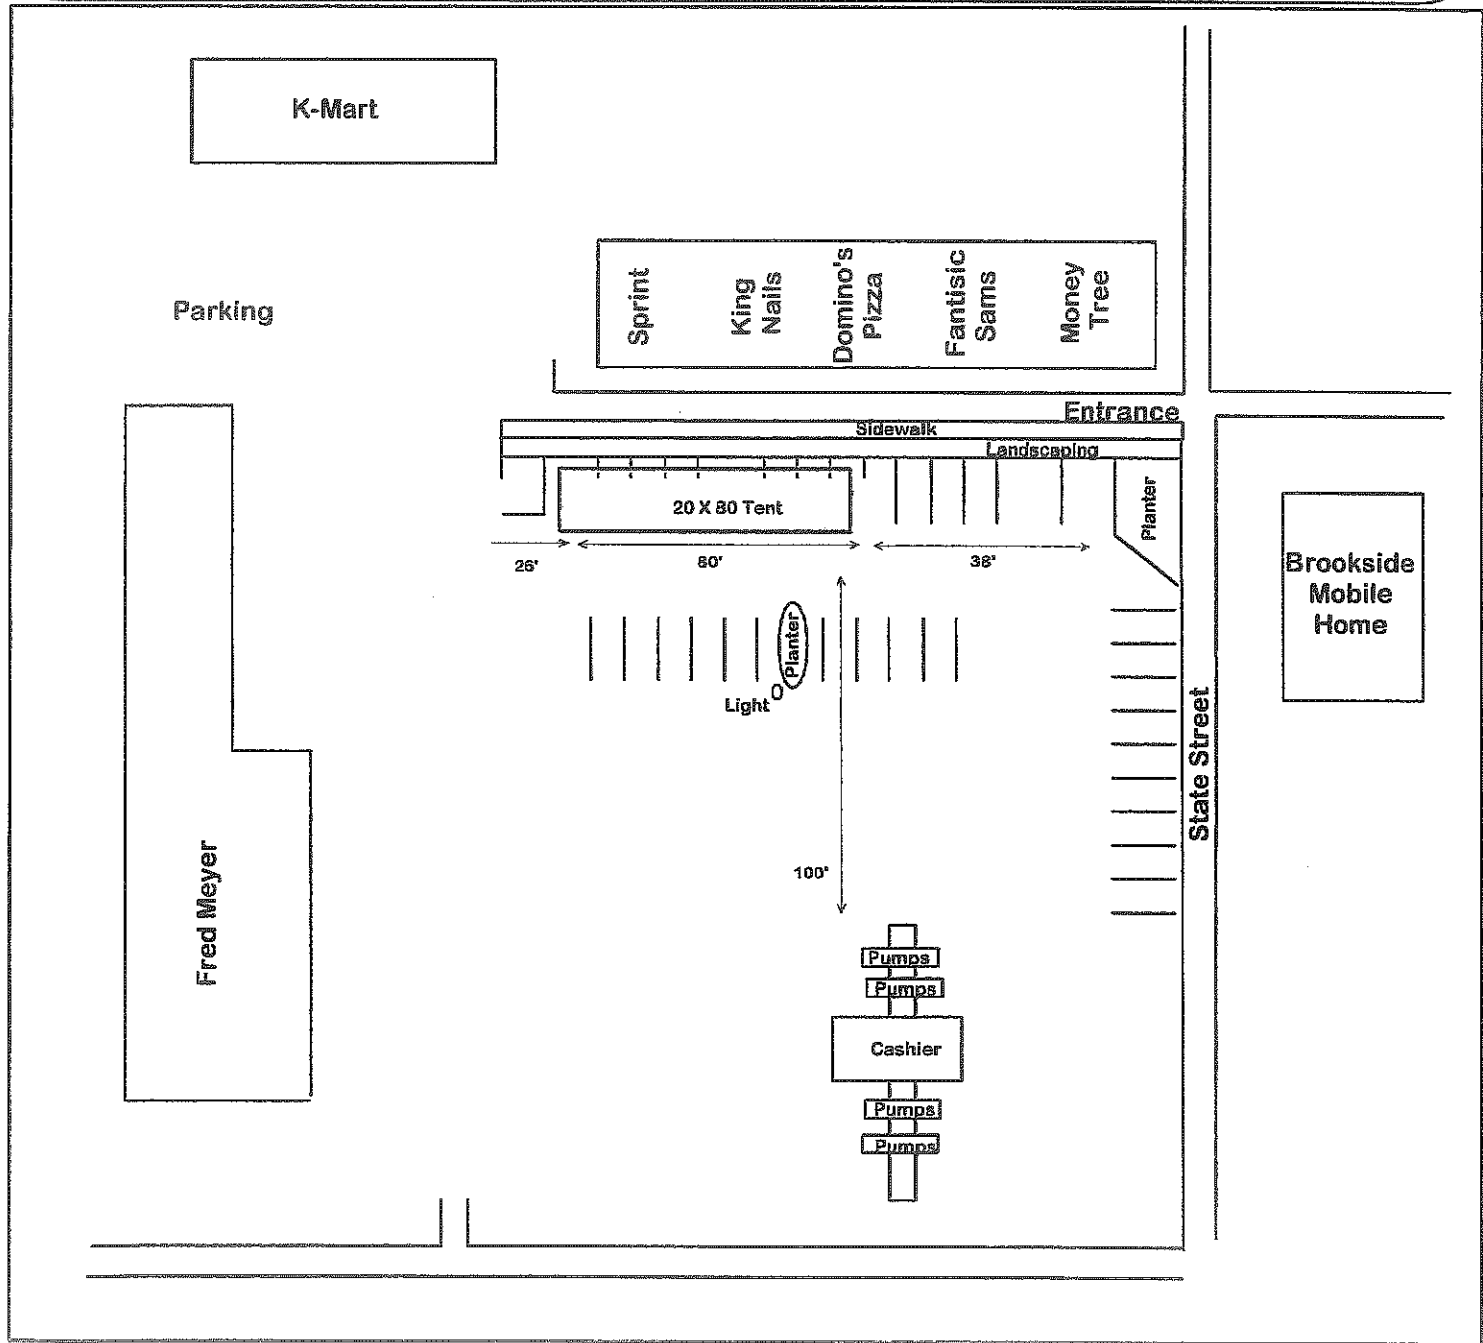 K-Mart
Parking
Sprint
King
Nails
Domino's
Pizza
Fantisic
Sams
Money
Tree
Entrance
Sidewalk
Landscaping
Planter
20 X 80 Tent
26'
80'
38'
Brookside
Mobile
Home
Planter
Light
State Street
100'
Fred Meyer
Pumps
Pumps
Cashier
Pumps
Pumps